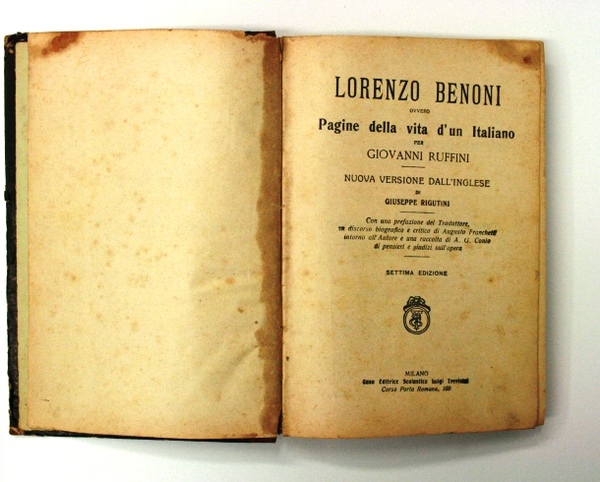 LORENZO BENONI
OVVERO
Pagine della vita d'un Italiano
PER
GIOVANNI RUFFINI
NUOVA VERSIONE DALL'INGLESE
DI
GIUSEPPE RIGUTINI
Con una prefazione del Traduttore,
un discorso biografico e critico di Augusto Franchetti
intorno all'Autore e una raccolta di A. G. Conio
di pensieri e giudizi sull'opera
SETTIMA EDIZIONE
MILANO
Casa Editrice Scolastica Luigi Trevisini
Corso Porta Romana,